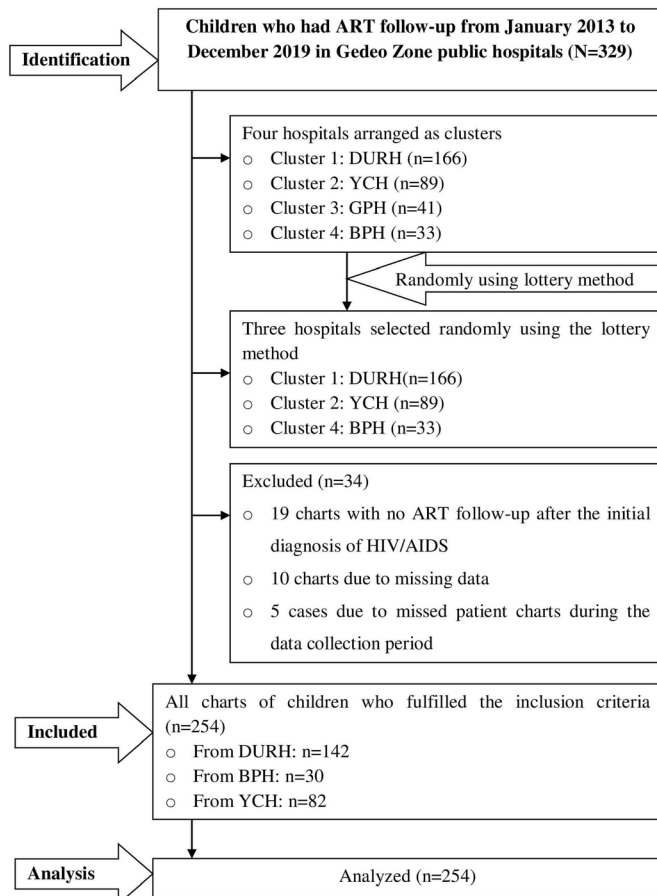 Children who had ART follow-up from January 2013 to
December 2019 in Gedeo Zone public hospitals (N=329)
Identification
Four hospitals arranged as clusters
o Cluster 1: DURH (n=166)
o Cluster 2: YCH (n=89)
o Cluster 3: GPH (n=41)
o Cluster 4: BPH (n=33)
Randomly using lottery method
Three hospitals selected randomly using the lottery
method
o Cluster 1: DURH(n=166)
o Cluster 2: YCH (n=89)
o Cluster 4: BPH (n=33)
Excluded (n=34)
o 19 charts with no ART follow-up after the initial
diagnosis of HIV/AIDS
o 10 charts due to missing data
o 5 cases due to missed patient charts during the
data collection period
Included
All charts of children who fulfilled the inclusion criteria
(n=254)
o From DURH: n=142
o From BPH: n=30
o From YCH: n=82
Analysis
Analyzed (n=254)